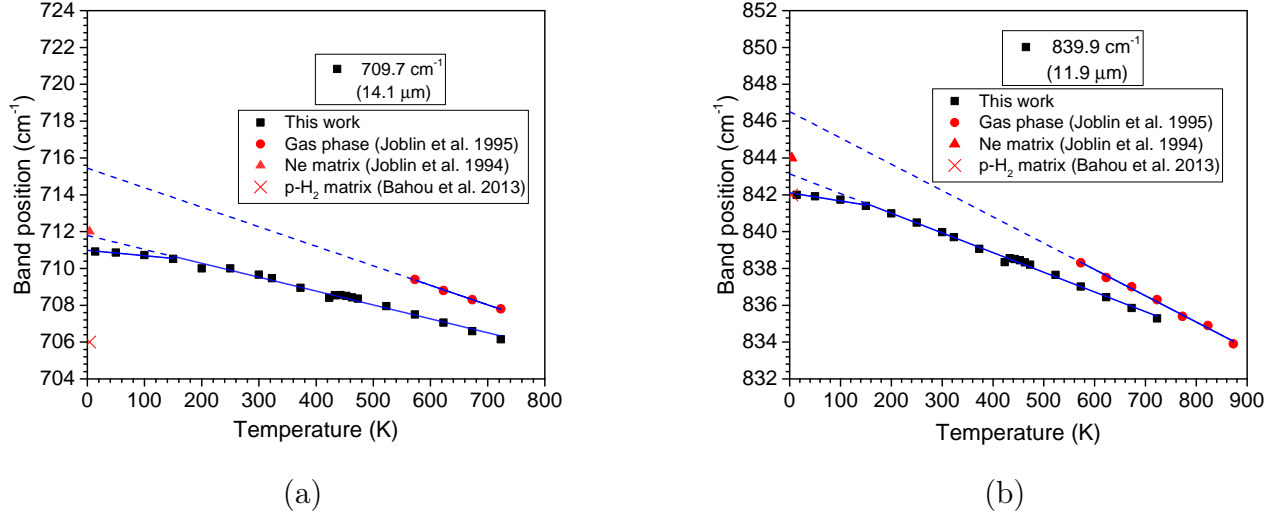 724
722
720
718
716
714
712
710
708
706
704
Band position (cm⁻¹)
709.7 cm⁻¹
(14.1 μm)
This work
Gas phase (Joblin et al. 1995)
Ne matrix (Joblin et al. 1994)
p-H₂ matrix (Bahou et al. 2013)
0 100 200 300 400 500 600 700 800
Temperature (K)
(a)
852
850
848
846
844
842
840
838
836
834
832
Band position (cm⁻¹)
839.9 cm⁻¹
(11.9 μm)
This work
Gas phase (Joblin et al. 1995)
Ne matrix (Joblin et al. 1994)
p-H₂ matrix (Bahou et al. 2013)
0 100 200 300 400 500 600 700 800 900
Temperature (K)
(b)